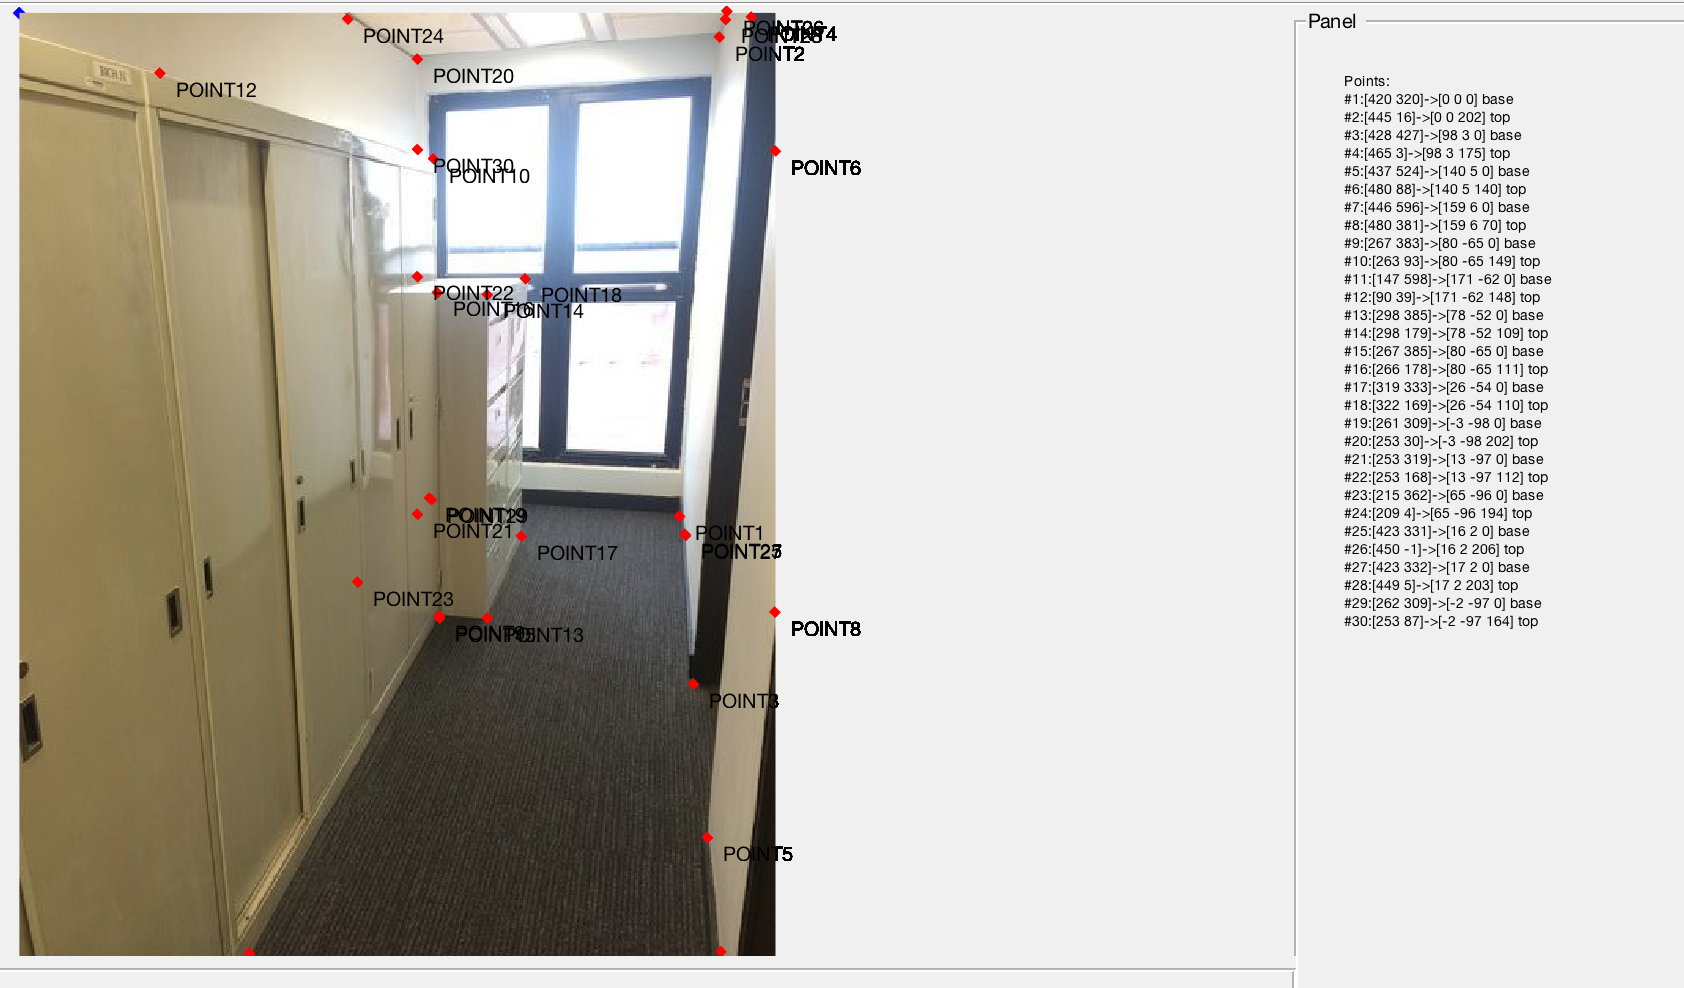 Panel
POINT24
POINT26
POINT4
POINT28
POINT2
POINT20
POINT12
POINT30
POINT10
POINT6
POINT22
POINT18
POINT16
POINT14
POINT19
POINT29
POINT21
POINT1
POINT25
POINT17
POINT23
POINT8
POINT9
POINT15
POINT13
POINT3
POINT5
Points:
#1:[420 320]->[0 0 0] base
#2:[445 16]->[0 0 202] top
#3:[428 427]->[98 3 0] base
#4:[465 3]->[98 3 175] top
#5:[437 524]->[140 5 0] base
#6:[480 88]->[140 5 140] top
#7:[446 596]->[159 6 0] base
#8:[480 381]->[159 6 70] top
#9:[267 383]->[80 -65 0] base
#10:[263 93]->[80 -65 149] top
#11:[147 598]->[171 -62 0] base
#12:[90 39]->[171 -62 148] top
#13:[298 385]->[78 -52 0] base
#14:[298 179]->[78 -52 109] top
#15:[267 385]->[80 -65 0] base
#16:[266 178]->[80 -65 111] top
#17:[319 333]->[26 -54 0] base
#18:[322 169]->[26 -54 110] top
#19:[261 309]->[-3 -98 0] base
#20:[253 30]->[-3 -98 202] top
#21:[253 319]->[13 -97 0] base
#22:[253 168]->[13 -97 112] top
#23:[215 362]->[65 -96 0] base
#24:[209 4]->[65 -96 194] top
#25:[423 331]->[16 2 0] base
#26:[450 -1]->[16 2 206] top
#27:[423 332]->[17 2 0] base
#28:[449 5]->[17 2 203] top
#29:[262 309]->[-2 -97 0] base
#30:[253 87]->[-2 -97 164] top